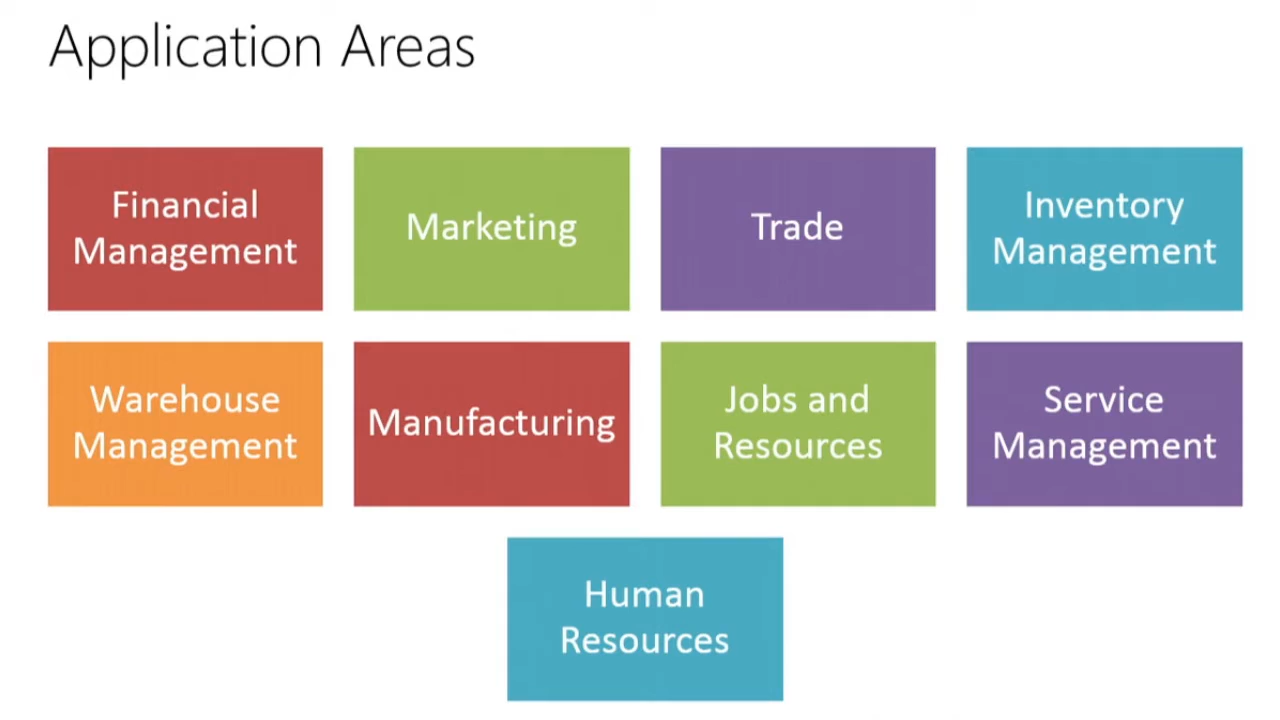 Application Areas
Financial
Management
Marketing
Trade
Inventory
Management
Warehouse
Management
Manufacturing
Jobs and
Resources
Service
Management
Human
Resources